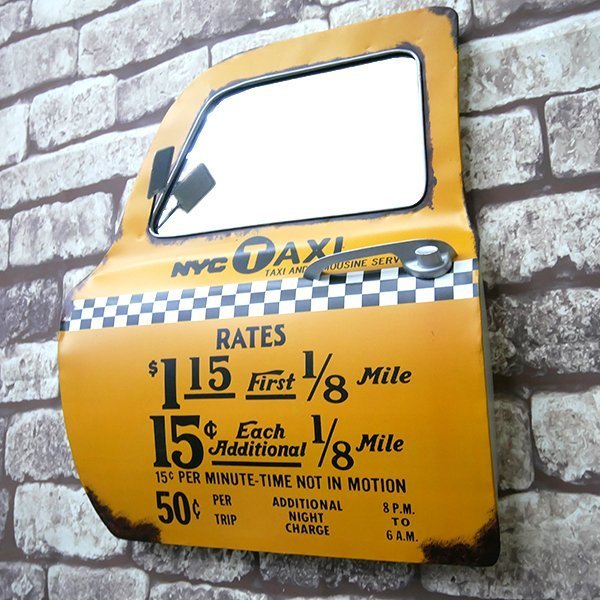 NYC TAXI
TAXI AND LIMOUSINE SERV
RATES
$1 15 First 1/8 Mile
15¢ Each Additional 1/8 Mile
15¢ PER MINUTE-TIME NOT IN MOTION
50¢ PER TRIP ADDITIONAL NIGHT CHARGE 8 P.M. TO 6 A.M.